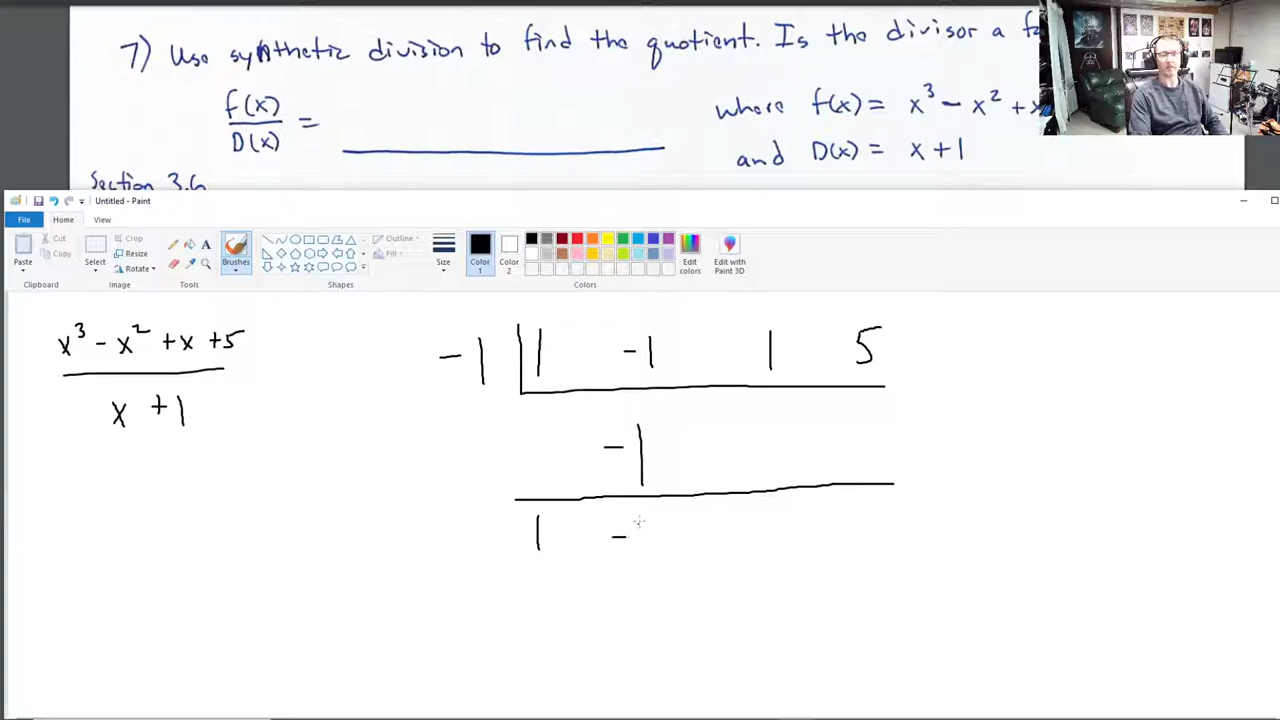 7) Use synthetic division to find the quotient. Is the divisor a
f(x)
D(x)
=
where f(x) = x³ - x² +
and D(x) = x + 1
Section 3.6
Untitled - Paint
File Home View
Paste
Cut
Copy
Clipboard
Select
Crop
Resize
Rotate
Image
Tools
Brushes
Shapes
Outline
Fill
Size
Color 1
Color 2
Edit colors
Edit with Paint 3D
Colors
x³ - x² + x + 5
x + 1
-1 1 -1 1 5
-1
1 -